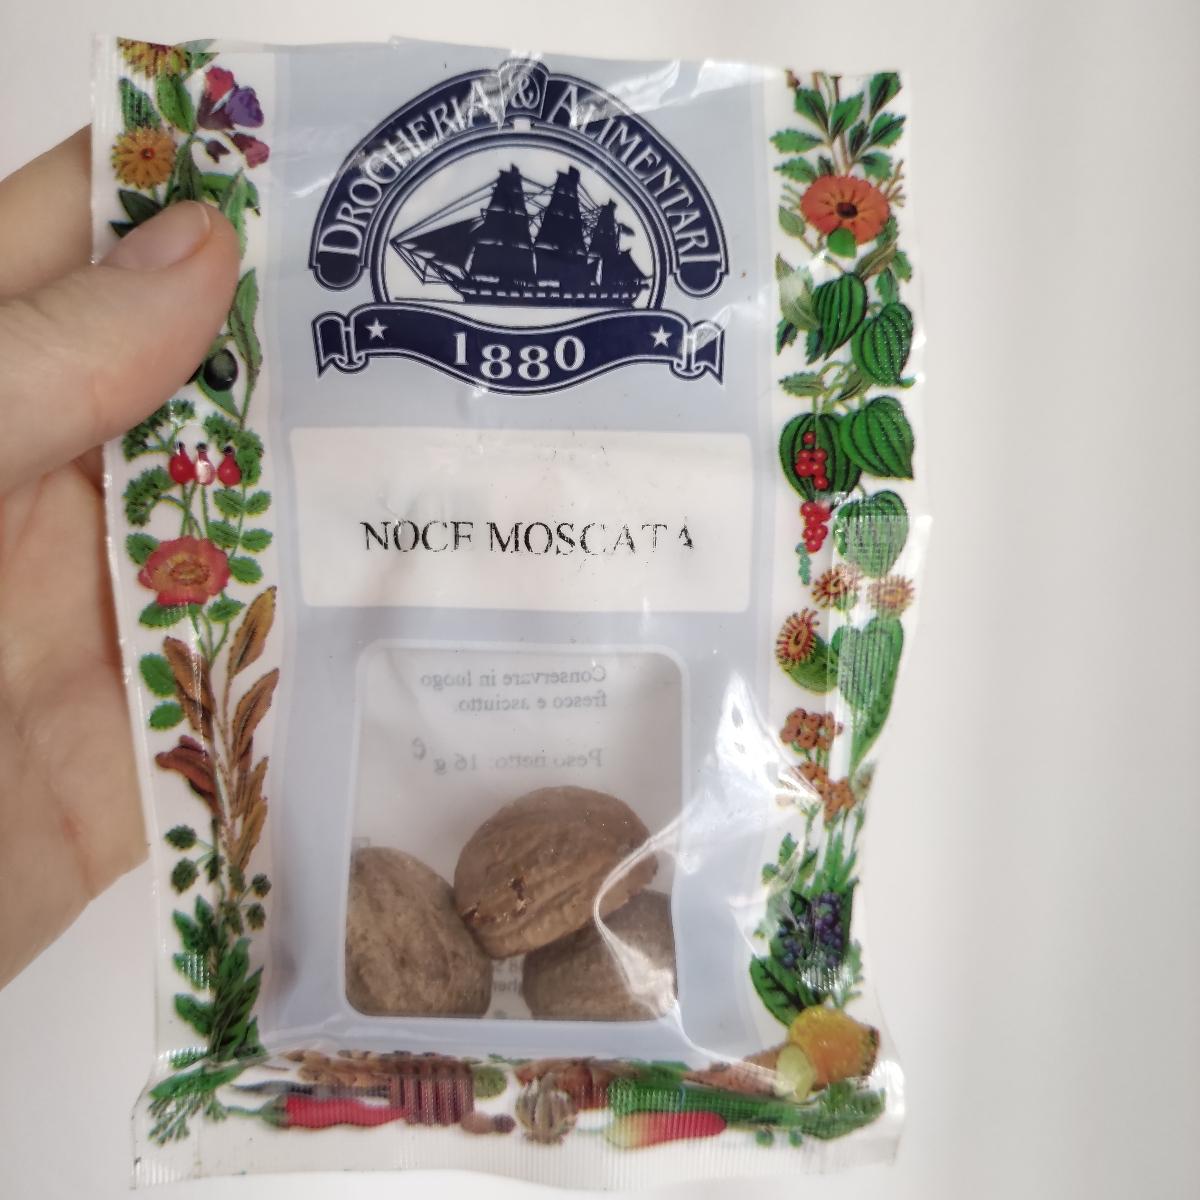 DROGHERIA & ALIMENTARI
1880
NOCE MOSCATA
Conservare in luogo
fresco e asciutto.
Peso netto: 16 g e